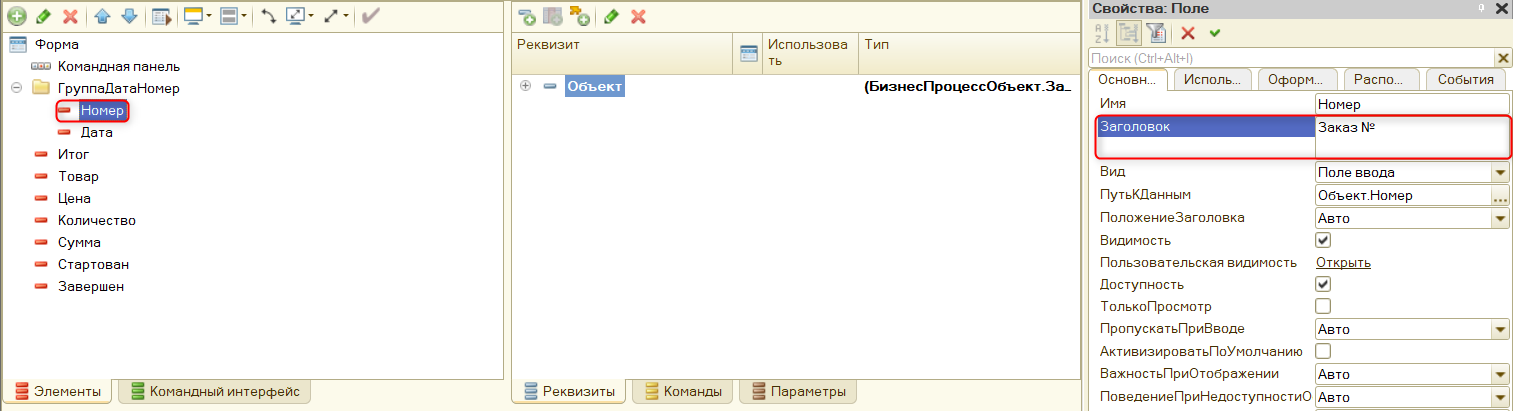 Форма
Командная панель
ГруппаДатаНомер
Номер
Дата
Итог
Товар
Цена
Количество
Сумма
Стартован
Завершен
Элементы
Командный интерфейс
Реквизит
Использова
ть
Тип
Объект
(БизнесПроцессОбъект.За...
Реквизиты
Команды
Параметры
Свойства: Поле
Поиск (Ctrl+Alt+I)
Основн...
Исполь...
Оформ...
Распо...
События
Имя Номер
Заголовок Заказ №
Вид Поле ввода
ПутьКДанным Объект.Номер
ПоложениеЗаголовка Авто
Видимость
Пользовательская видимость Открыть
Доступность
ТолькоПросмотр
ПропускатьПриВводе Авто
АктивизироватьПоУмолчанию
ВажностьПриОтображении Авто
ПоведениеПриНедоступностиО Авто